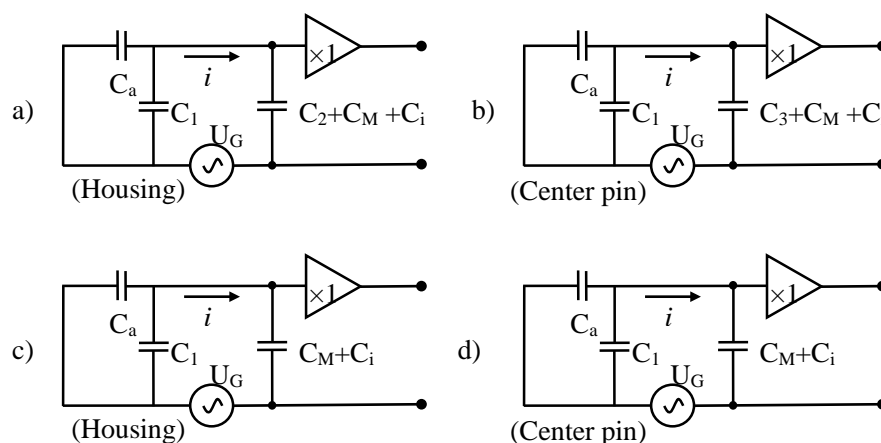 ×1
×1
i
i
Ca
Ca
a)
C1
C2+CM +Ci
b)
C1
C3+CM +C
UG
UG
(Housing)
(Center pin)
×1
×1
i
i
Ca
Ca
c)
C1
CM+Ci
d)
C1
CM+Ci
UG
UG
(Housing)
(Center pin)